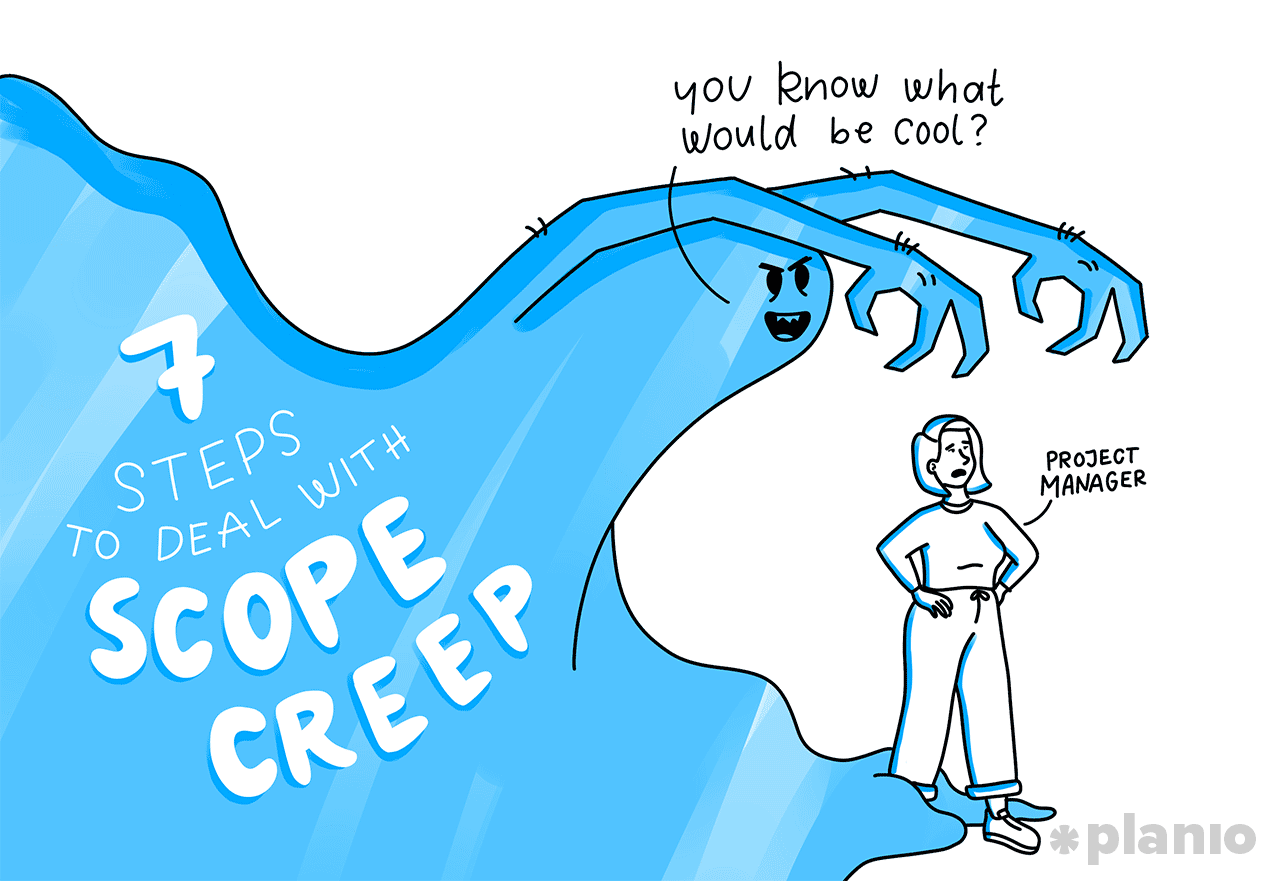 you know what
would be cool?
7
STEPS
TO DEAL WITH
SCOPE
CREEP
PROJECT
MANAGER
planio